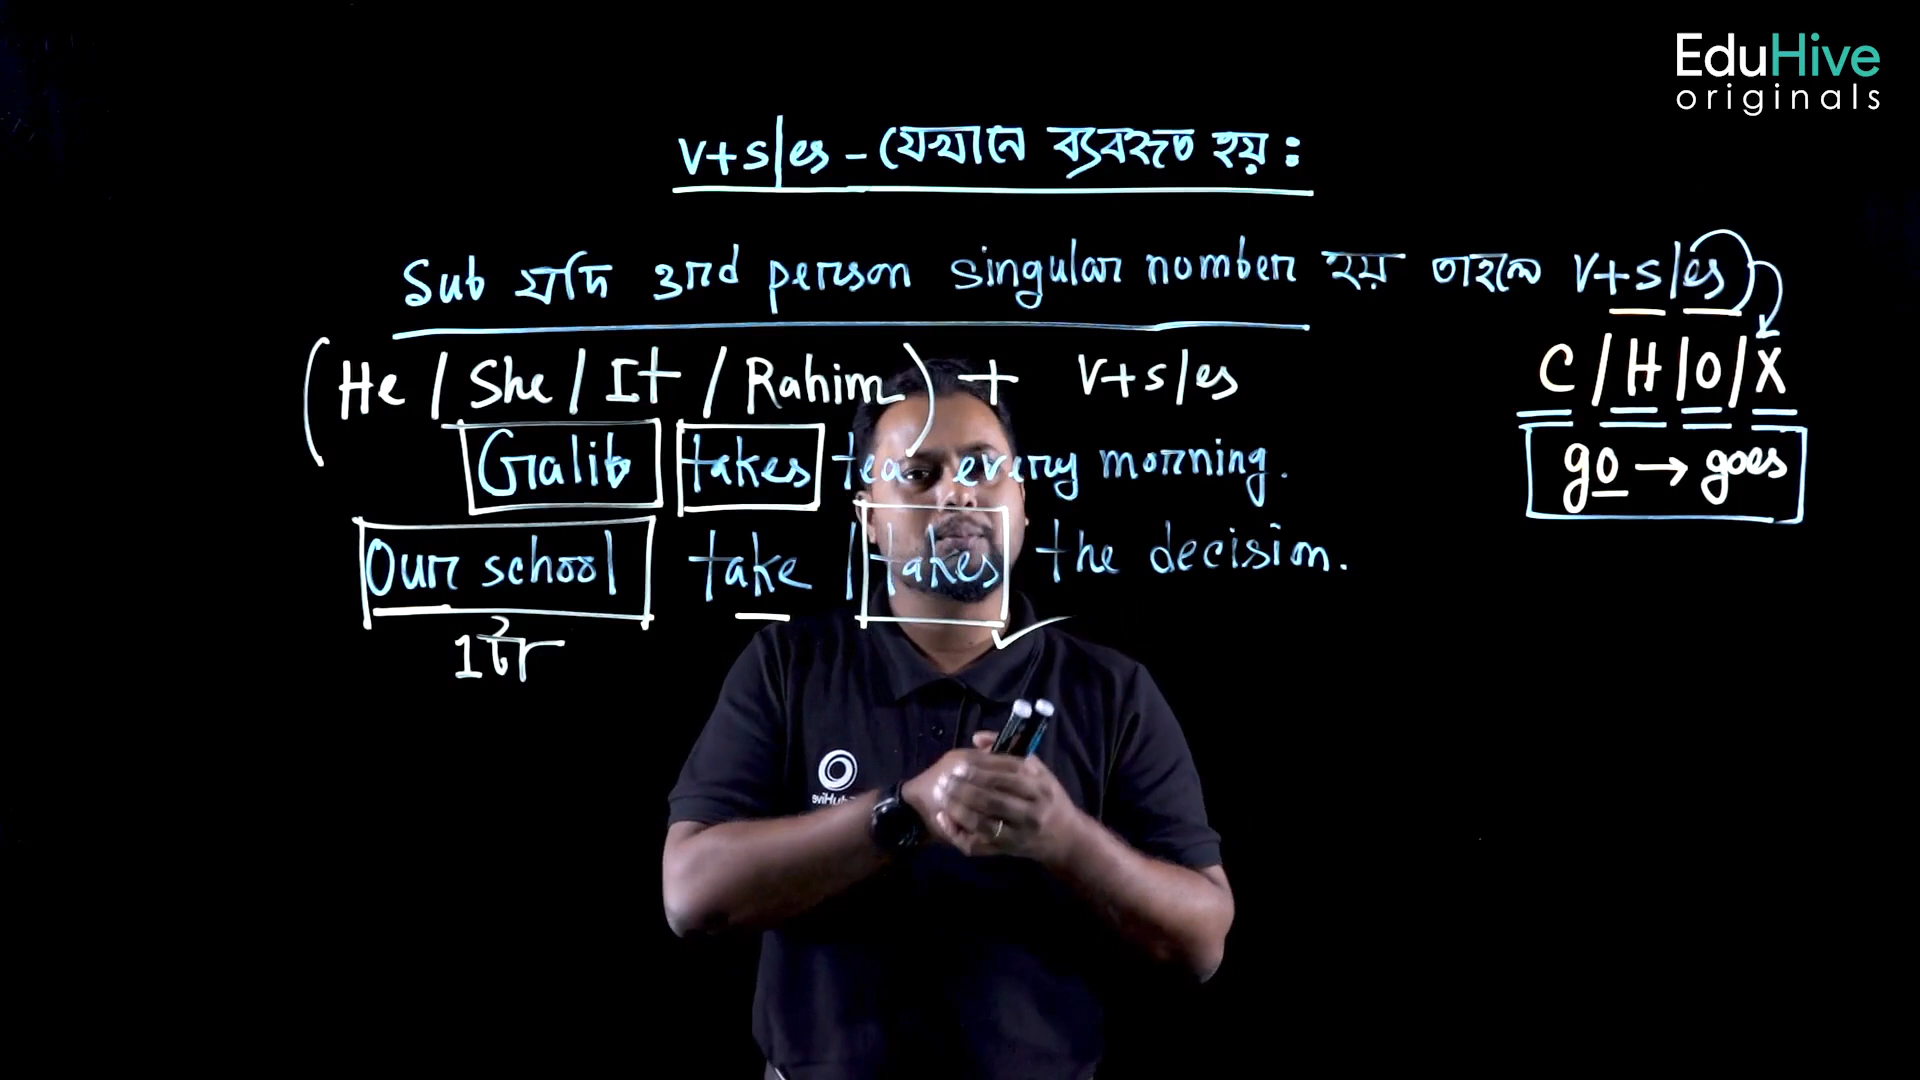 EduHive
originals
v+s/es - যেখানে ব্যবহৃত হয় :
Sub যদি 3rd person singular number হয় তাহলে v+s/es
(He / She / It / Rahim) + v+s/es
C / H / O / X
Galib takes tea every morning.
go → goes
Our school take / takes the decision.
1টি
EduHive